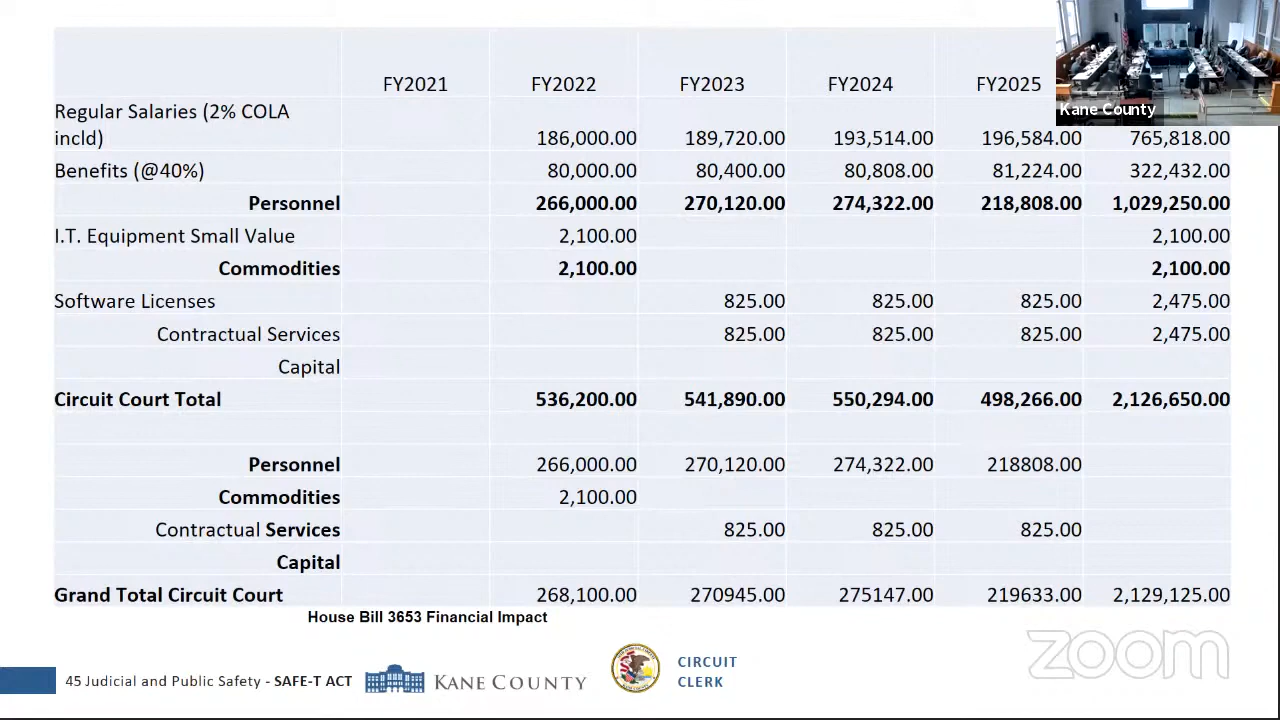 FY2021 FY2022 FY2023 FY2024 FY2025
Kane County
Regular Salaries (2% COLA
incld) 186,000.00 189,720.00 193,514.00 196,584.00 765,818.00
Benefits (@40%) 80,000.00 80,400.00 80,808.00 81,224.00 322,432.00
Personnel 266,000.00 270,120.00 274,322.00 218,808.00 1,029,250.00
I.T. Equipment Small Value 2,100.00 2,100.00
Commodities 2,100.00 2,100.00
Software Licenses 825.00 825.00 825.00 2,475.00
Contractual Services 825.00 825.00 825.00 2,475.00
Capital
Circuit Court Total 536,200.00 541,890.00 550,294.00 498,266.00 2,126,650.00
Personnel 266,000.00 270,120.00 274,322.00 218808.00
Commodities 2,100.00
Contractual Services 825.00 825.00 825.00
Capital
Grand Total Circuit Court 268,100.00 270945.00 275147.00 219633.00 2,129,125.00
House Bill 3653 Financial Impact
zoom
45 Judicial and Public Safety - SAFE-T ACT
KANE COUNTY
CIRCUIT
CLERK